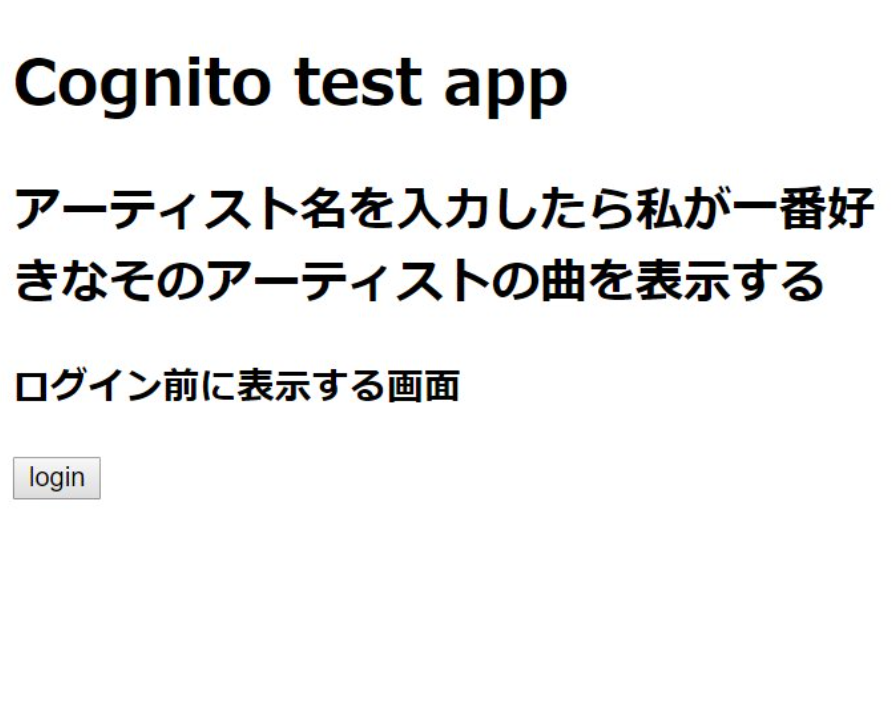 Cognito test app
アーティスト名を入力したら私が一番好
きなそのアーティストの曲を表示する
ログイン前に表示する画面
login